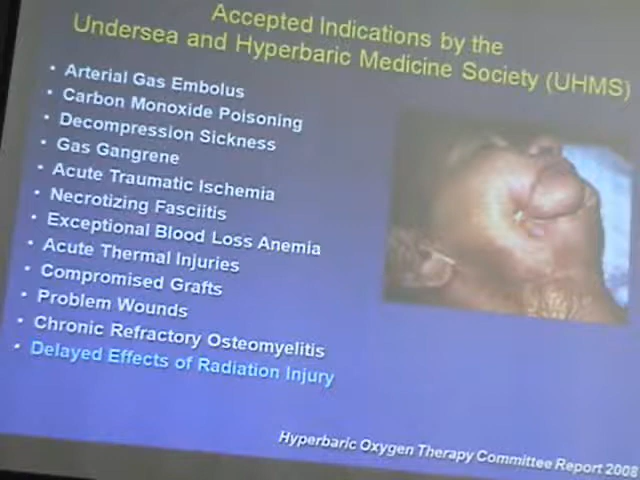 Accepted Indications by the
Undersea and Hyperbaric Medicine Society (UHMS)
• Arterial Gas Embolus
• Carbon Monoxide Poisoning
• Decompression Sickness
• Gas Gangrene
• Acute Traumatic Ischemia
• Necrotizing Fasciitis
• Exceptional Blood Loss Anemia
• Acute Thermal Injuries
• Compromised Grafts
• Problem Wounds
• Chronic Refractory Osteomyelitis
• Delayed Effects of Radiation Injury
Hyperbaric Oxygen Therapy Committee Report 2008